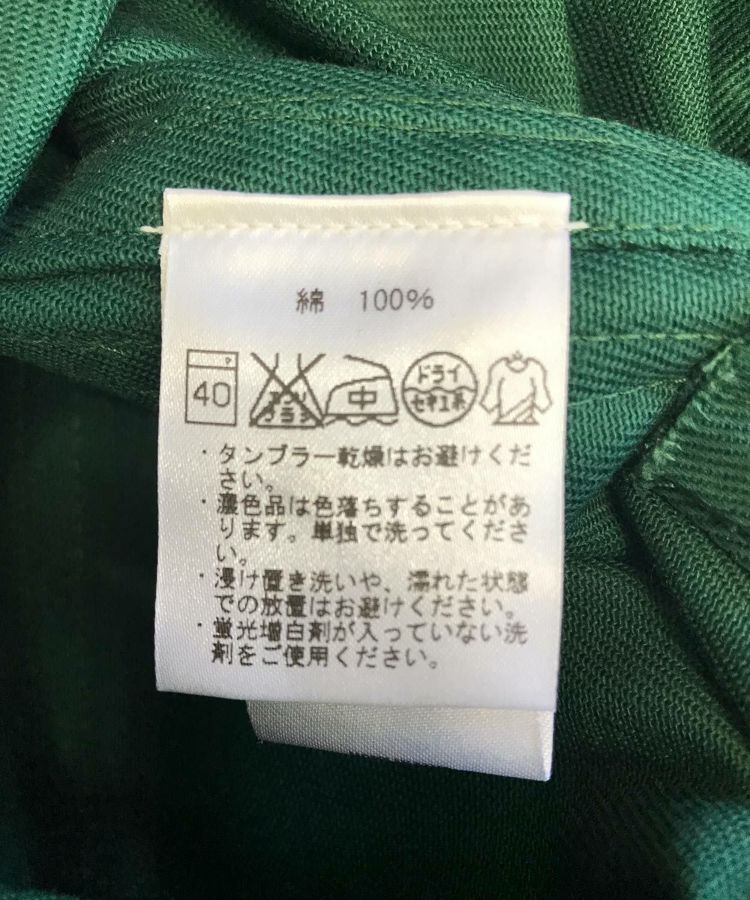 綿 100%
40 エンソ サラシ 中 ドライ セキユ系
・タンブラー乾燥はお避けくだ
さい。
・濃色品は色落ちすることがあ
ります。単独で洗ってくださ
い。
・浸け置き洗いや、濡れた状態
での放置はお避けください。
・蛍光増白剤が入っていない洗
剤をご使用ください。